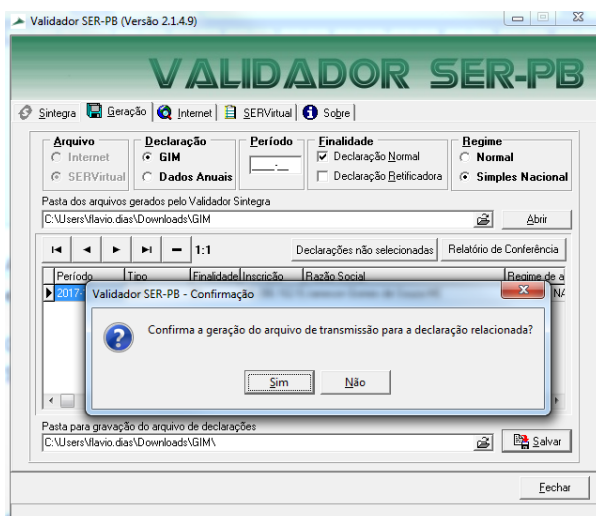 Validador SER-PB (Versão 2.1.4.9)
VALIDADOR SER-PB
Sintegra Geração Internet SERVirtual Sobre
Arquivo Declaração Período Finalidade Regime
Internet GIM Declaração Normal Normal
SERVirtual Dados Anuais __:_ Declaração Retificadora Simples Nacional
Pasta dos arquivos gerados pelo Validador Sintegra
C:\Users\flavio.dias\Downloads\GIM Abrir
1:1 Declarações não selecionadas Relatório de Conferência
Período Tipo Finalidade Inscrição Razão Social Regime de a
2017-
Validador SER-PB - Confirmação
Confirma a geração do arquivo de transmissão para a declaração relacionada?
Sim Não
Pasta para gravação do arquivo de declarações
C:\Users\flavio.dias\Downloads\GIM\ Salvar
Fechar